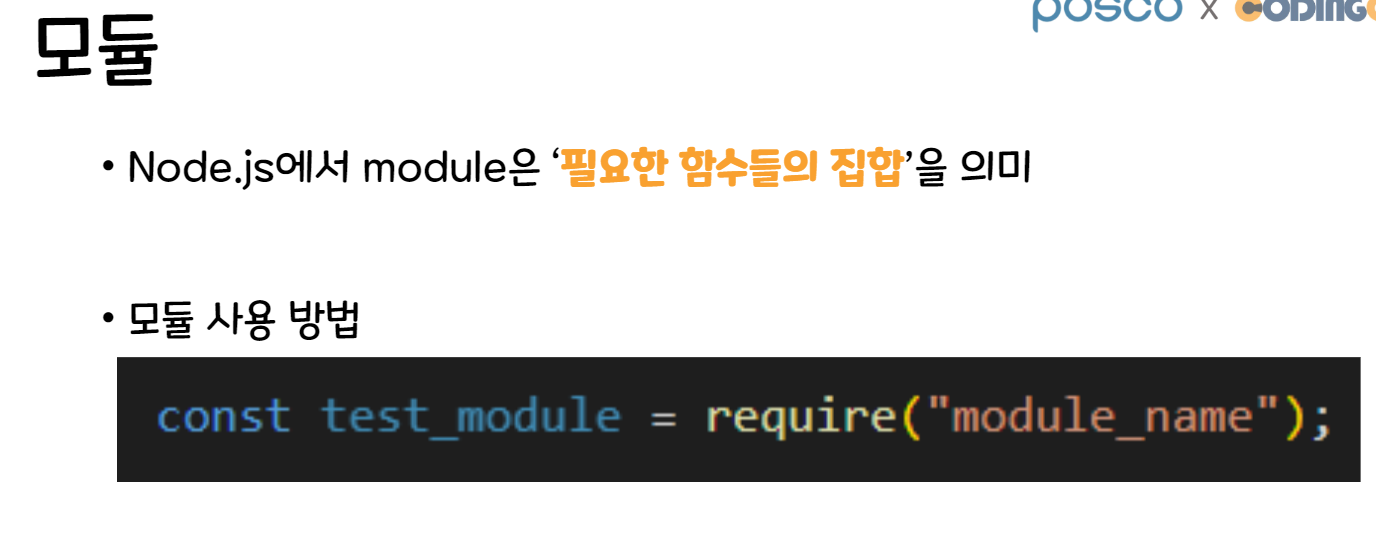 posco x CODING
모듈
• Node.js에서 module은 ‘필요한 함수들의 집합’을 의미
• 모듈 사용 방법
const test_module = require("module_name");